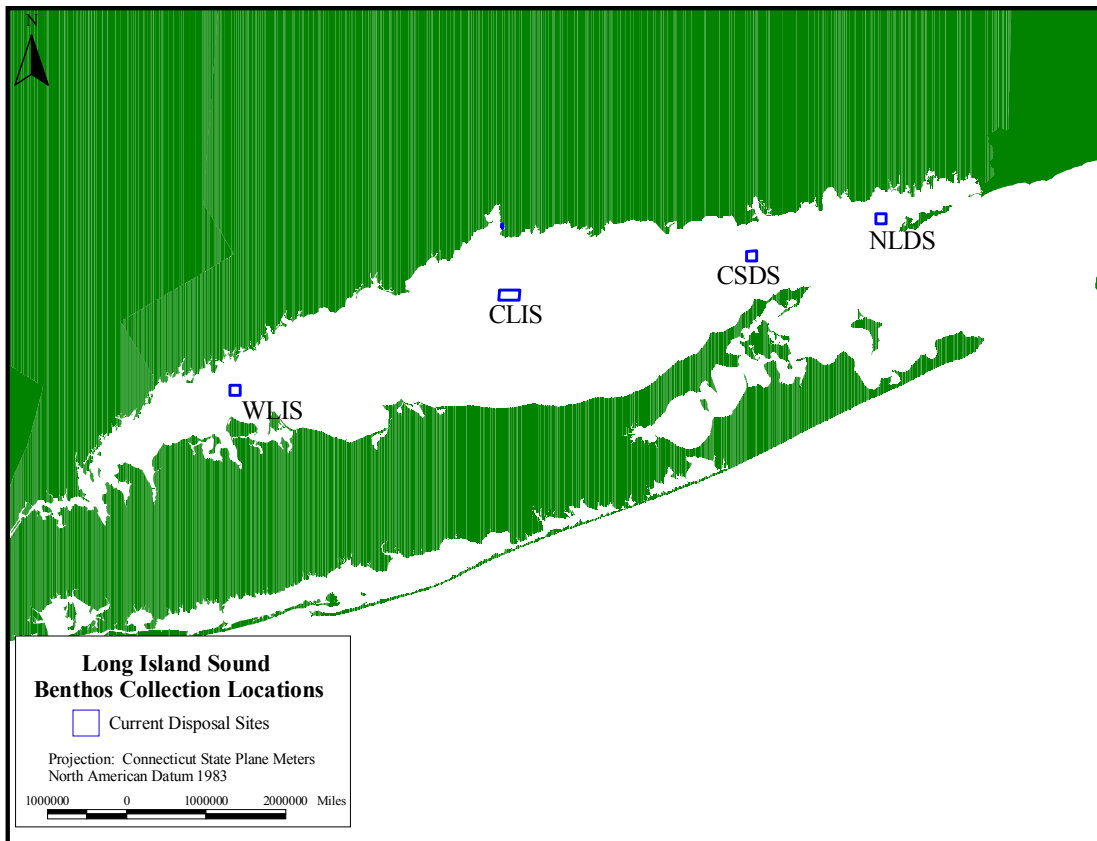 N
NLDS
CSDS
CLIS
WLIS
Long Island Sound
Benthos Collection Locations
Current Disposal Sites
Projection: Connecticut State Plane Meters
North American Datum 1983
1000000 0 1000000 2000000 Miles